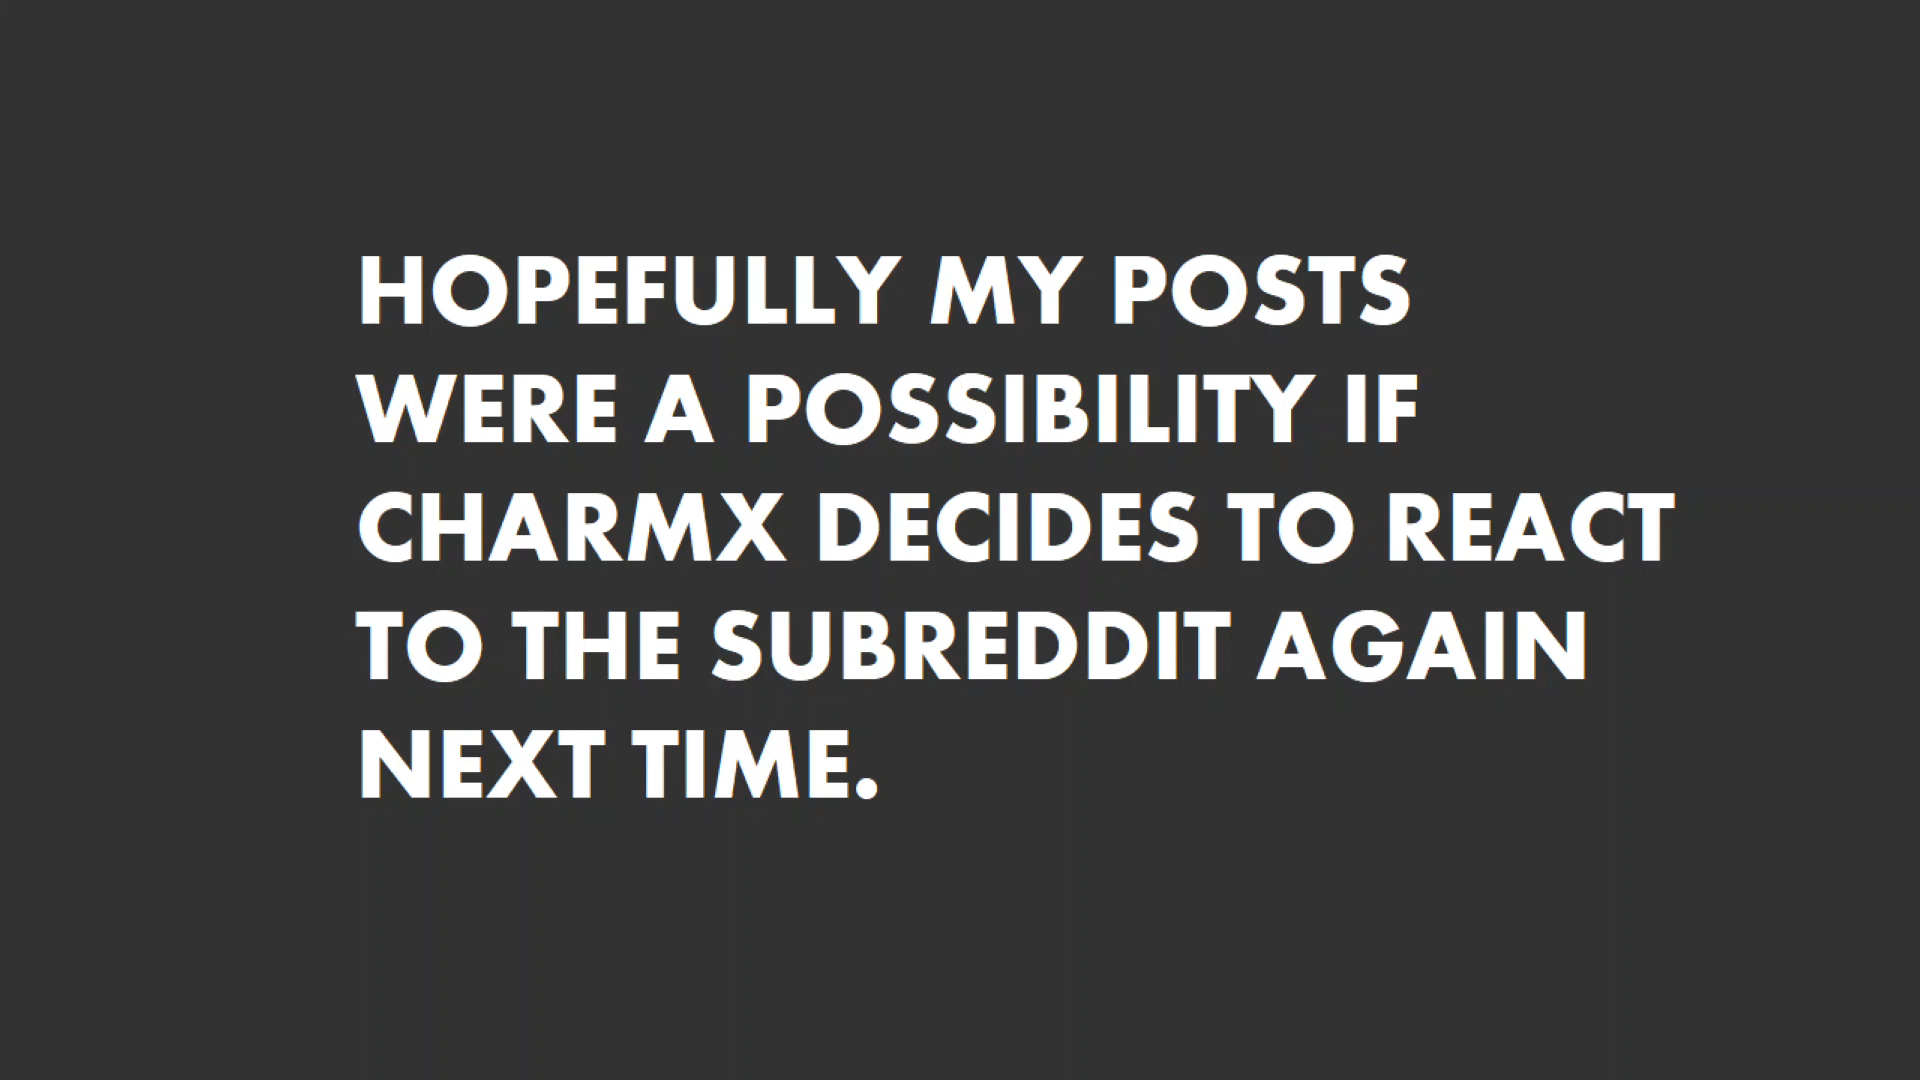 HOPEFULLY MY POSTS
WERE A POSSIBILITY IF
CHARMX DECIDES TO REACT
TO THE SUBREDDIT AGAIN
NEXT TIME.